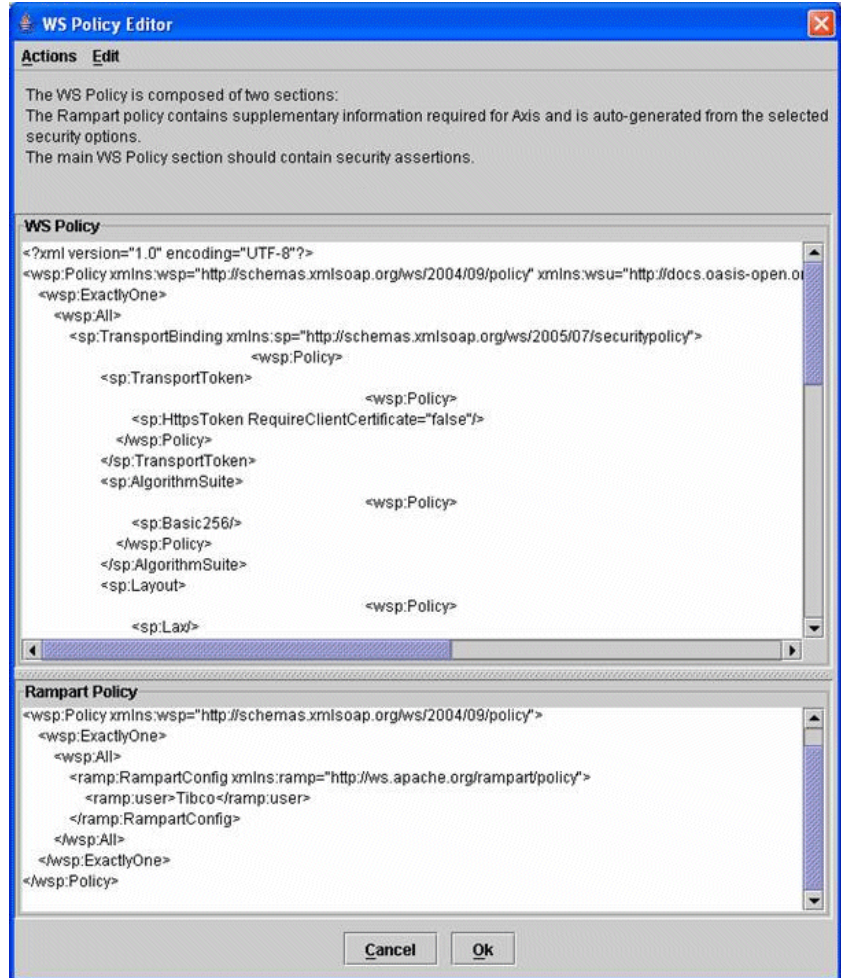 WS Policy Editor
Actions Edit
The WS Policy is composed of two sections:
The Rampart policy contains supplementary information required for Axis and is auto-generated from the selected
security options.
The main WS Policy section should contain security assertions.
WS Policy
<?xml version="1.0" encoding="UTF-8"?>
<wsp:Policy xmlns:wsp="http://schemas.xmlsoap.org/ws/2004/09/policy" xmlns:wsu="http://docs.oasis-open.or
<wsp:ExactlyOne>
<wsp:All>
<sp:TransportBinding xmlns:sp="http://schemas.xmlsoap.org/ws/2005/07/securitypolicy">
<wsp:Policy>
<sp:TransportToken>
<wsp:Policy>
<sp:HttpsToken RequireClientCertificate="false"/>
</wsp:Policy>
</sp:TransportToken>
<sp:AlgorithmSuite>
<wsp:Policy>
<sp:Basic256/>
</wsp:Policy>
</sp:AlgorithmSuite>
<sp:Layout>
<wsp:Policy>
<sp:Lax/>
Rampart Policy
<wsp:Policy xmlns:wsp="http://schemas.xmlsoap.org/ws/2004/09/policy">
<wsp:ExactlyOne>
<wsp:All>
<ramp:RampartConfig xmlns:ramp="http://ws.apache.org/rampart/policy">
<ramp:user>Tibco</ramp:user>
</ramp:RampartConfig>
</wsp:All>
</wsp:ExactlyOne>
</wsp:Policy>
Cancel Ok